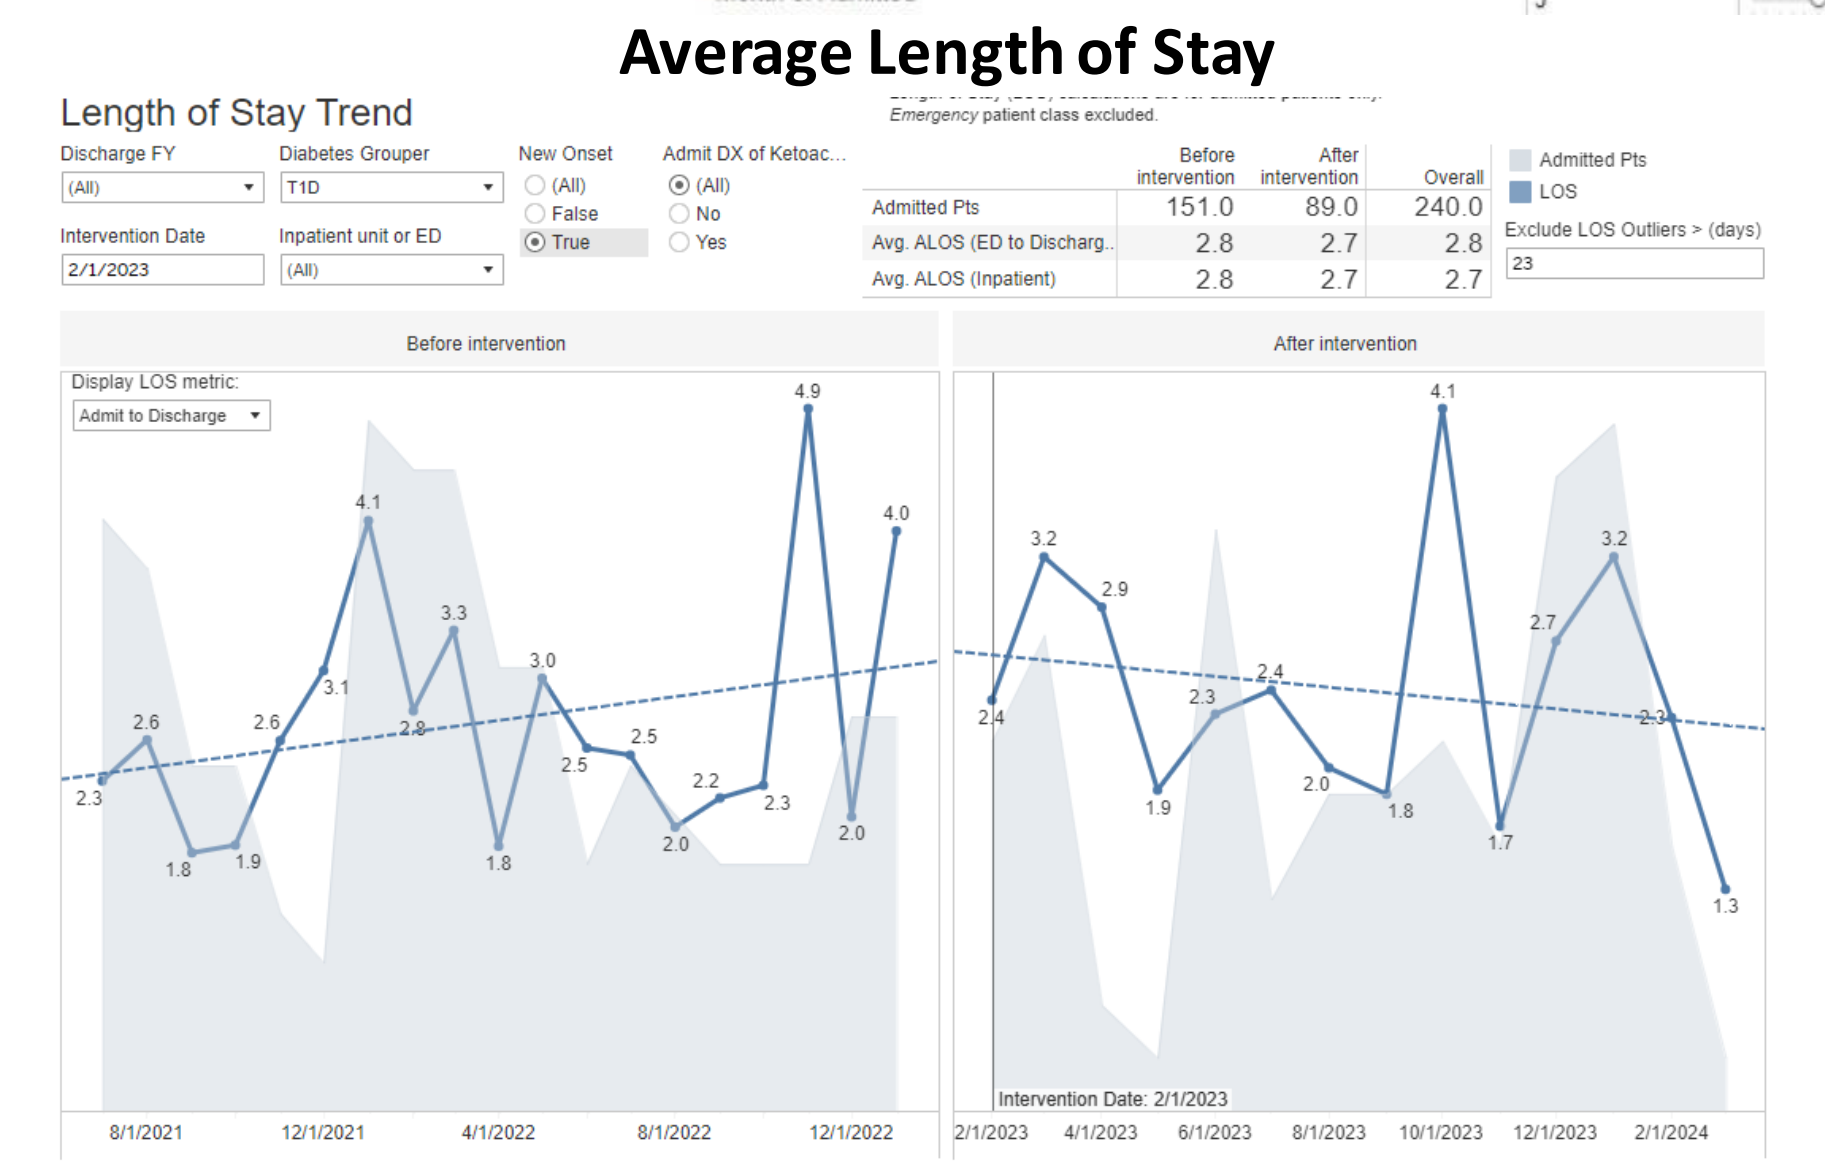 Average Length of Stay
Length of Stay Trend
Emergency patient class excluded.
Discharge FY
Diabetes Grouper
New Onset
Admit DX of Ketoac...
(All)
T1D
(All)
False
True
(All)
No
Yes
Intervention Date
Inpatient unit or ED
2/1/2023
(All)
Before intervention
After intervention
Overall
Admitted Pts 151.0 89.0 240.0
Avg. ALOS (ED to Discharg.. 2.8 2.7 2.8
Avg. ALOS (Inpatient) 2.8 2.7 2.7
Admitted Pts
LOS
Exclude LOS Outliers > (days)
23
Before intervention
Display LOS metric:
Admit to Discharge
2.3
2.6
1.8
1.9
2.6
3.1
4.1
2.8
3.3
1.8
3.0
2.5
2.5
2.0
2.2
2.3
4.9
2.0
4.0
8/1/2021 12/1/2021 4/1/2022 8/1/2022 12/1/2022
After intervention
2.4
3.2
2.9
1.9
2.3
2.4
2.0
1.8
4.1
1.7
2.7
3.2
2.3
1.3
Intervention Date: 2/1/2023
2/1/2023 4/1/2023 6/1/2023 8/1/2023 10/1/2023 12/1/2023 2/1/2024